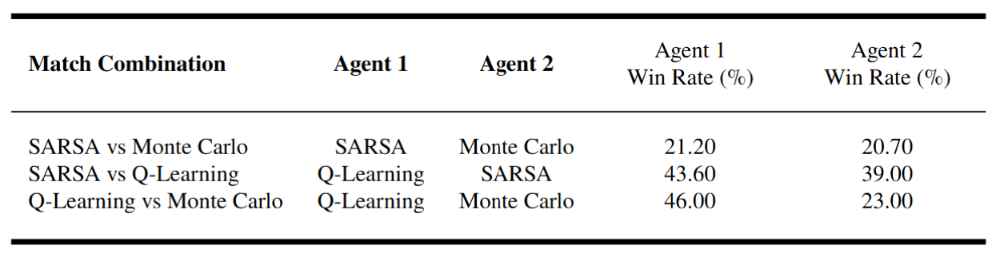 Match Combination Agent 1 Agent 2 Agent 1 Win Rate (%) Agent 2 Win Rate (%)
SARSA vs Monte Carlo SARSA Monte Carlo 21.20 20.70
SARSA vs Q-Learning Q-Learning SARSA 43.60 39.00
Q-Learning vs Monte Carlo Q-Learning Monte Carlo 46.00 23.00